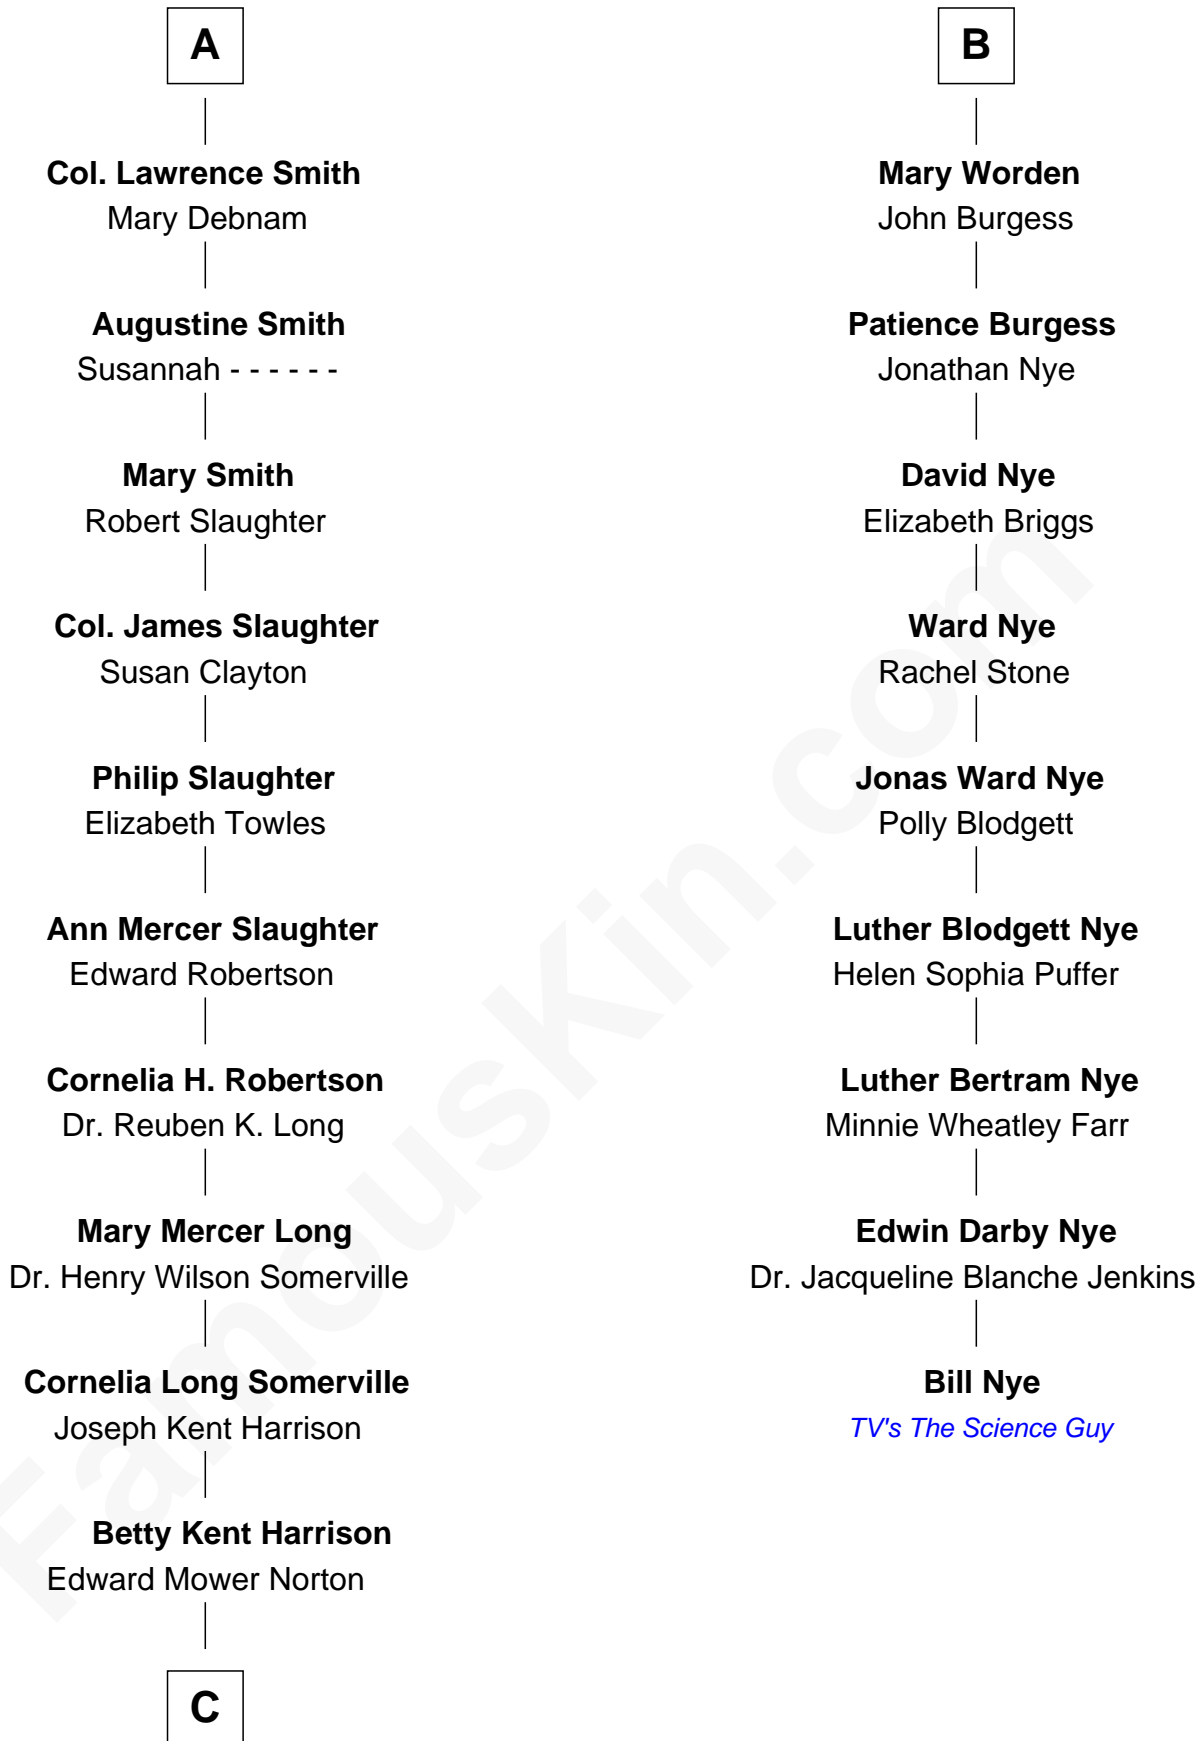 A
Col. Lawrence Smith
Mary Debnam
Augustine Smith
Susannah - - - - - -
Mary Smith
Robert Slaughter
Col. James Slaughter
Susan Clayton
Philip Slaughter
Elizabeth Towles
Ann Mercer Slaughter
Edward Robertson
Cornelia H. Robertson
Dr. Reuben K. Long
Mary Mercer Long
Dr. Henry Wilson Somerville
Cornelia Long Somerville
Joseph Kent Harrison
Betty Kent Harrison
Edward Mower Norton
C
B
Mary Worden
John Burgess
Patience Burgess
Jonathan Nye
David Nye
Elizabeth Briggs
Ward Nye
Rachel Stone
Jonas Ward Nye
Polly Blodgett
Luther Blodgett Nye
Helen Sophia Puffer
Luther Bertram Nye
Minnie Wheatley Farr
Edwin Darby Nye
Dr. Jacqueline Blanche Jenkins
Bill Nye
TV's The Science Guy
FamousKin.com